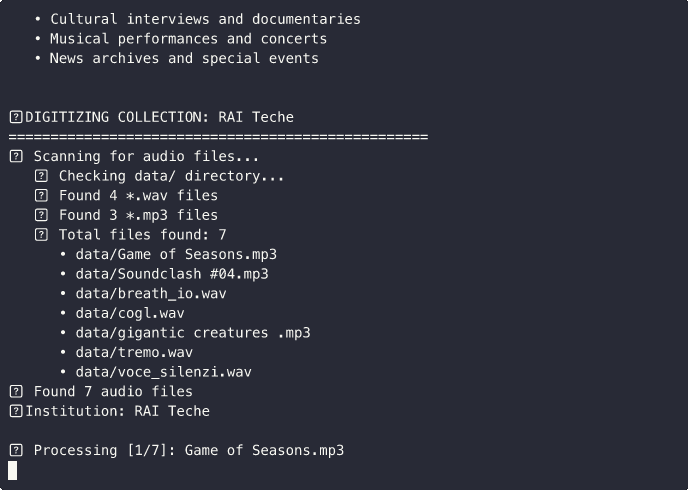 • Cultural interviews and documentaries
• Musical performances and concerts
• News archives and special events
DIGITIZING COLLECTION: RAI Teche
==================================================
Scanning for audio files...
Checking data/ directory...
Found 4 *.wav files
Found 3 *.mp3 files
Total files found: 7
• data/Game of Seasons.mp3
• data/Soundclash #04.mp3
• data/breath_io.wav
• data/cogl.wav
• data/gigantic creatures .mp3
• data/tremo.wav
• data/voce_silenzi.wav
Found 7 audio files
Institution: RAI Teche
Processing [1/7]: Game of Seasons.mp3